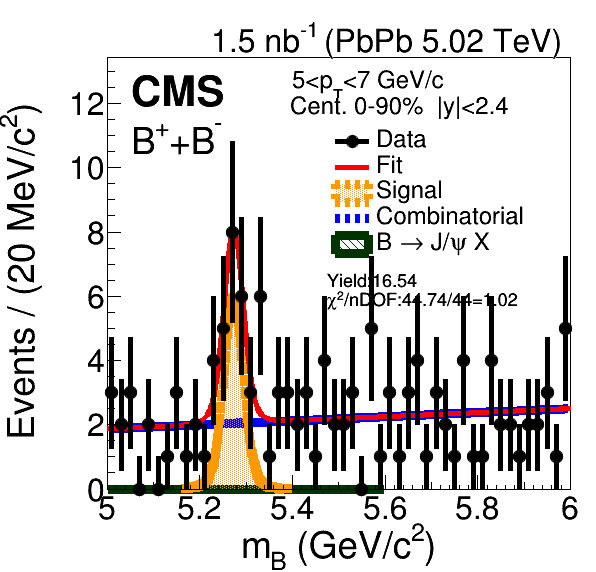 1.5 nb⁻¹ (PbPb 5.02 TeV)
CMS
B⁺+B⁻
5<p_T<7 GeV/c
Cent. 0-90% |y|<2.4
Data
Fit
Signal
Combinatorial
B → J/ψ X
Yield:16.54
χ²/nDOF:44.74/44=1.02
Events / (20 MeV/c²)
12
10
8
6
4
2
0
5 5.2 5.4 5.6 5.8 6
m_B (GeV/c²)